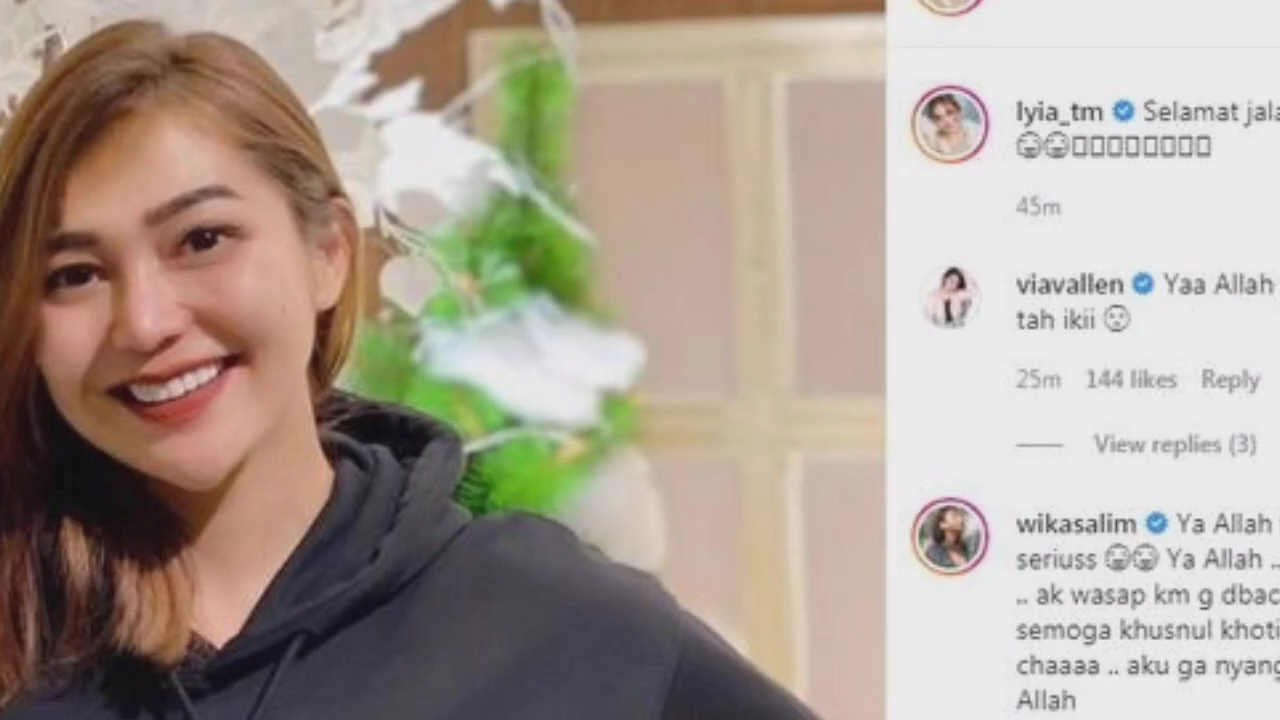 lyia_tm Selamat jala
45m
viavallen Yaa Allah
tah ikii
25m 144 likes Reply
View replies (3)
wikasalim Ya Allah
seriuss Ya Allah ..
.. ak wasap km g dbac
semoga khusnul khoti
chaaaa .. aku ga nyang
Allah